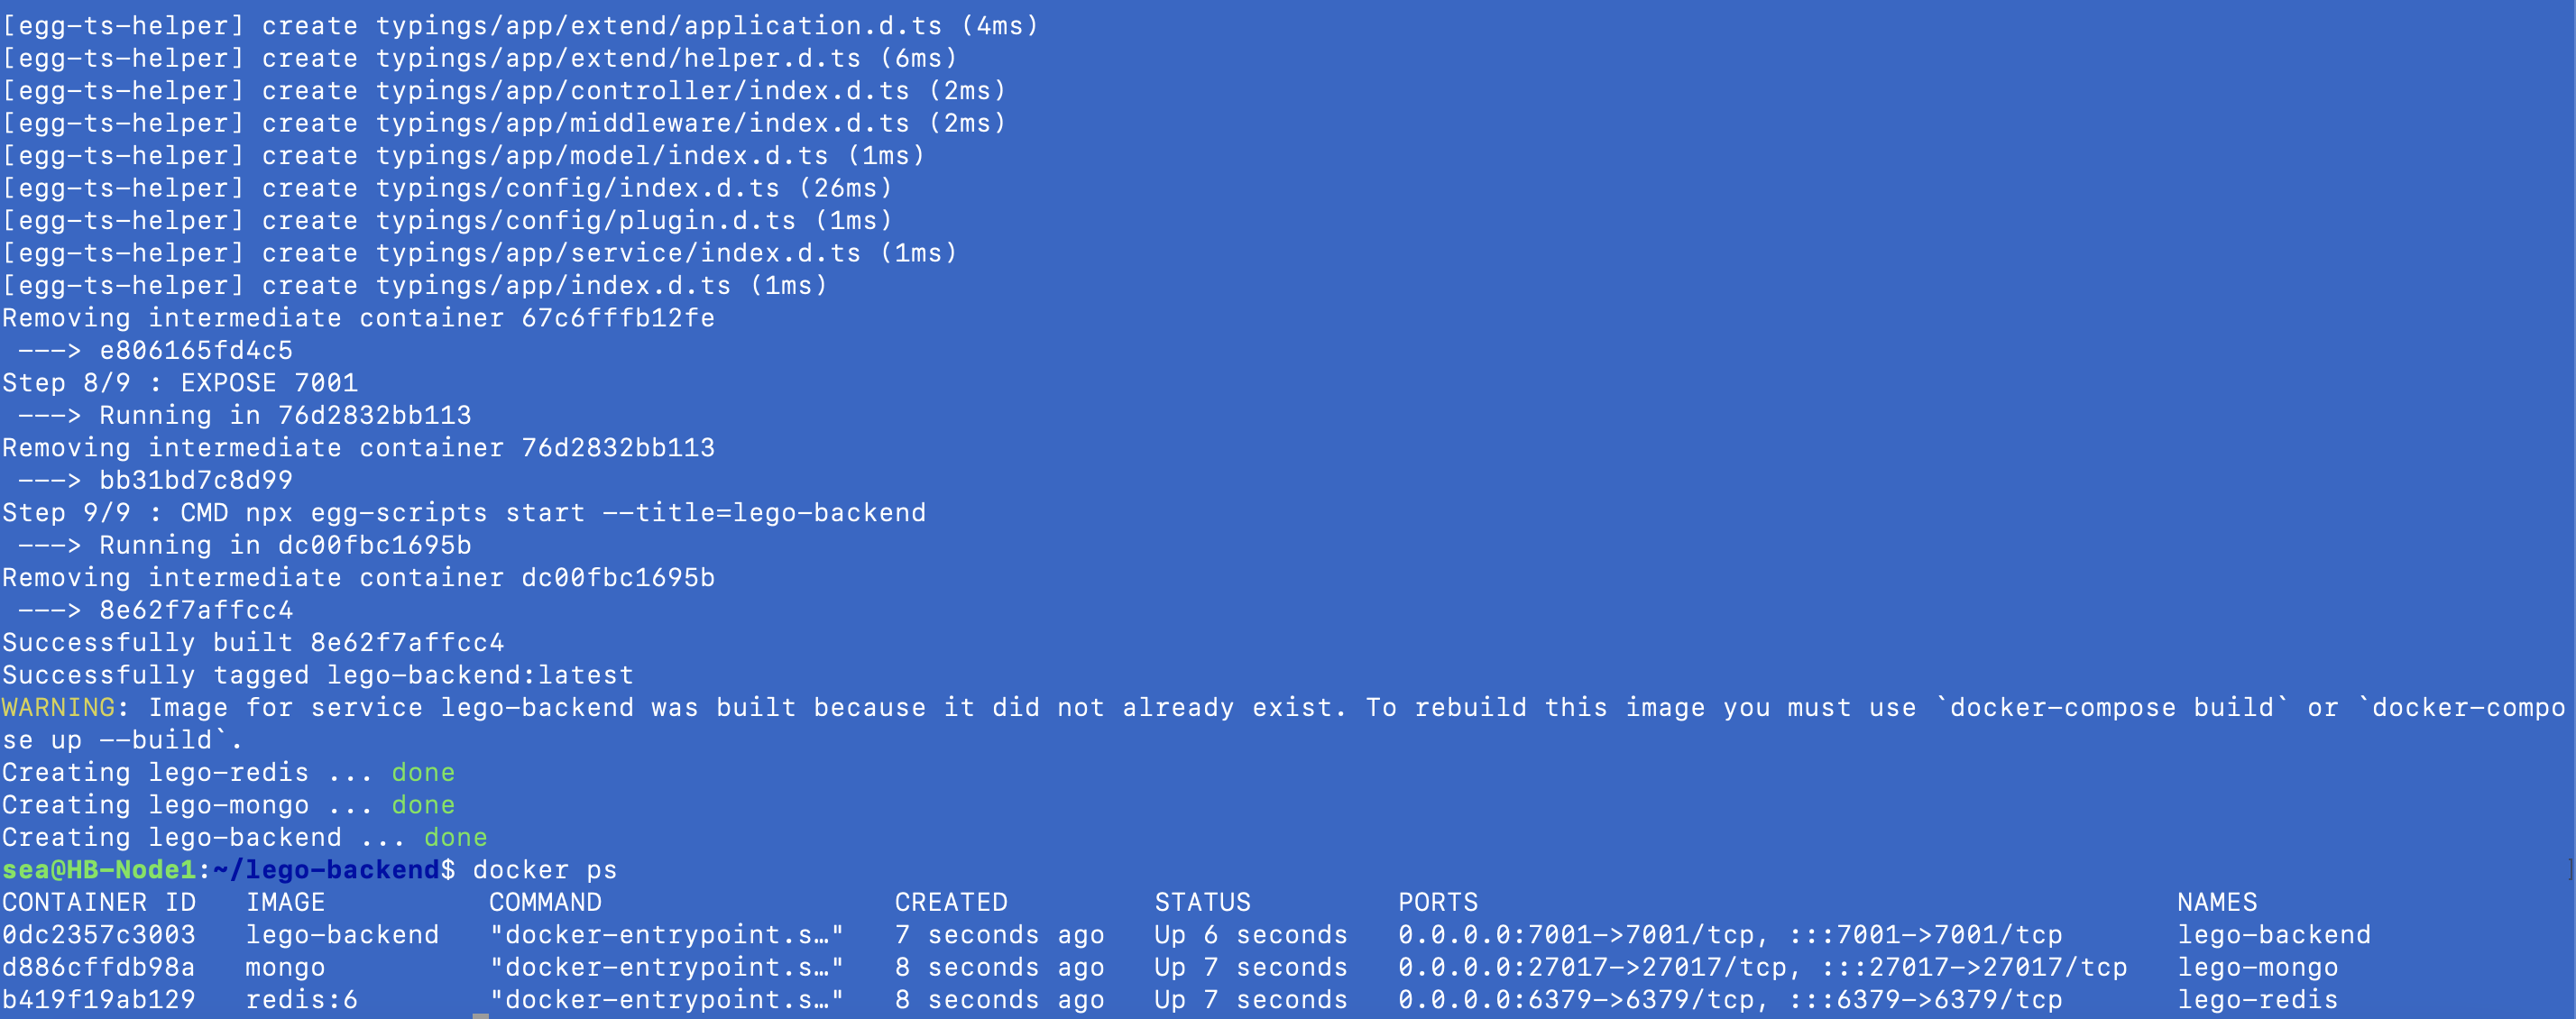 [egg-ts-helper] create typings/app/extend/application.d.ts (4ms)
[egg-ts-helper] create typings/app/extend/helper.d.ts (6ms)
[egg-ts-helper] create typings/app/controller/index.d.ts (2ms)
[egg-ts-helper] create typings/app/middleware/index.d.ts (2ms)
[egg-ts-helper] create typings/app/model/index.d.ts (1ms)
[egg-ts-helper] create typings/config/index.d.ts (26ms)
[egg-ts-helper] create typings/config/plugin.d.ts (1ms)
[egg-ts-helper] create typings/app/service/index.d.ts (1ms)
[egg-ts-helper] create typings/app/index.d.ts (1ms)
Removing intermediate container 67c6fffb12fe
 ---> e806165fd4c5
Step 8/9 : EXPOSE 7001
 ---> Running in 76d2832bb113
Removing intermediate container 76d2832bb113
 ---> bb31bd7c8d99
Step 9/9 : CMD npx egg-scripts start --title=lego-backend
 ---> Running in dc00fbc1695b
Removing intermediate container dc00fbc1695b
 ---> 8e62f7affcc4
Successfully built 8e62f7affcc4
Successfully tagged lego-backend:latest
WARNING: Image for service lego-backend was built because it did not already exist. To rebuild this image you must use `docker-compose build` or `docker-compo
se up --build`.
Creating lego-redis ... done
Creating lego-mongo ... done
Creating lego-backend ... done
sea@HB-Node1:~/lego-backend$ docker ps
CONTAINER ID   IMAGE          COMMAND                  CREATED         STATUS         PORTS                                           NAMES
0dc2357c3003   lego-backend   "docker-entrypoint.s…"   7 seconds ago   Up 6 seconds   0.0.0.0:7001->7001/tcp, :::7001->7001/tcp       lego-backend
d886cffdb98a   mongo          "docker-entrypoint.s…"   8 seconds ago   Up 7 seconds   0.0.0.0:27017->27017/tcp, :::27017->27017/tcp   lego-mongo
b419f19ab129   redis:6        "docker-entrypoint.s…"   8 seconds ago   Up 7 seconds   0.0.0.0:6379->6379/tcp, :::6379->6379/tcp       lego-redis